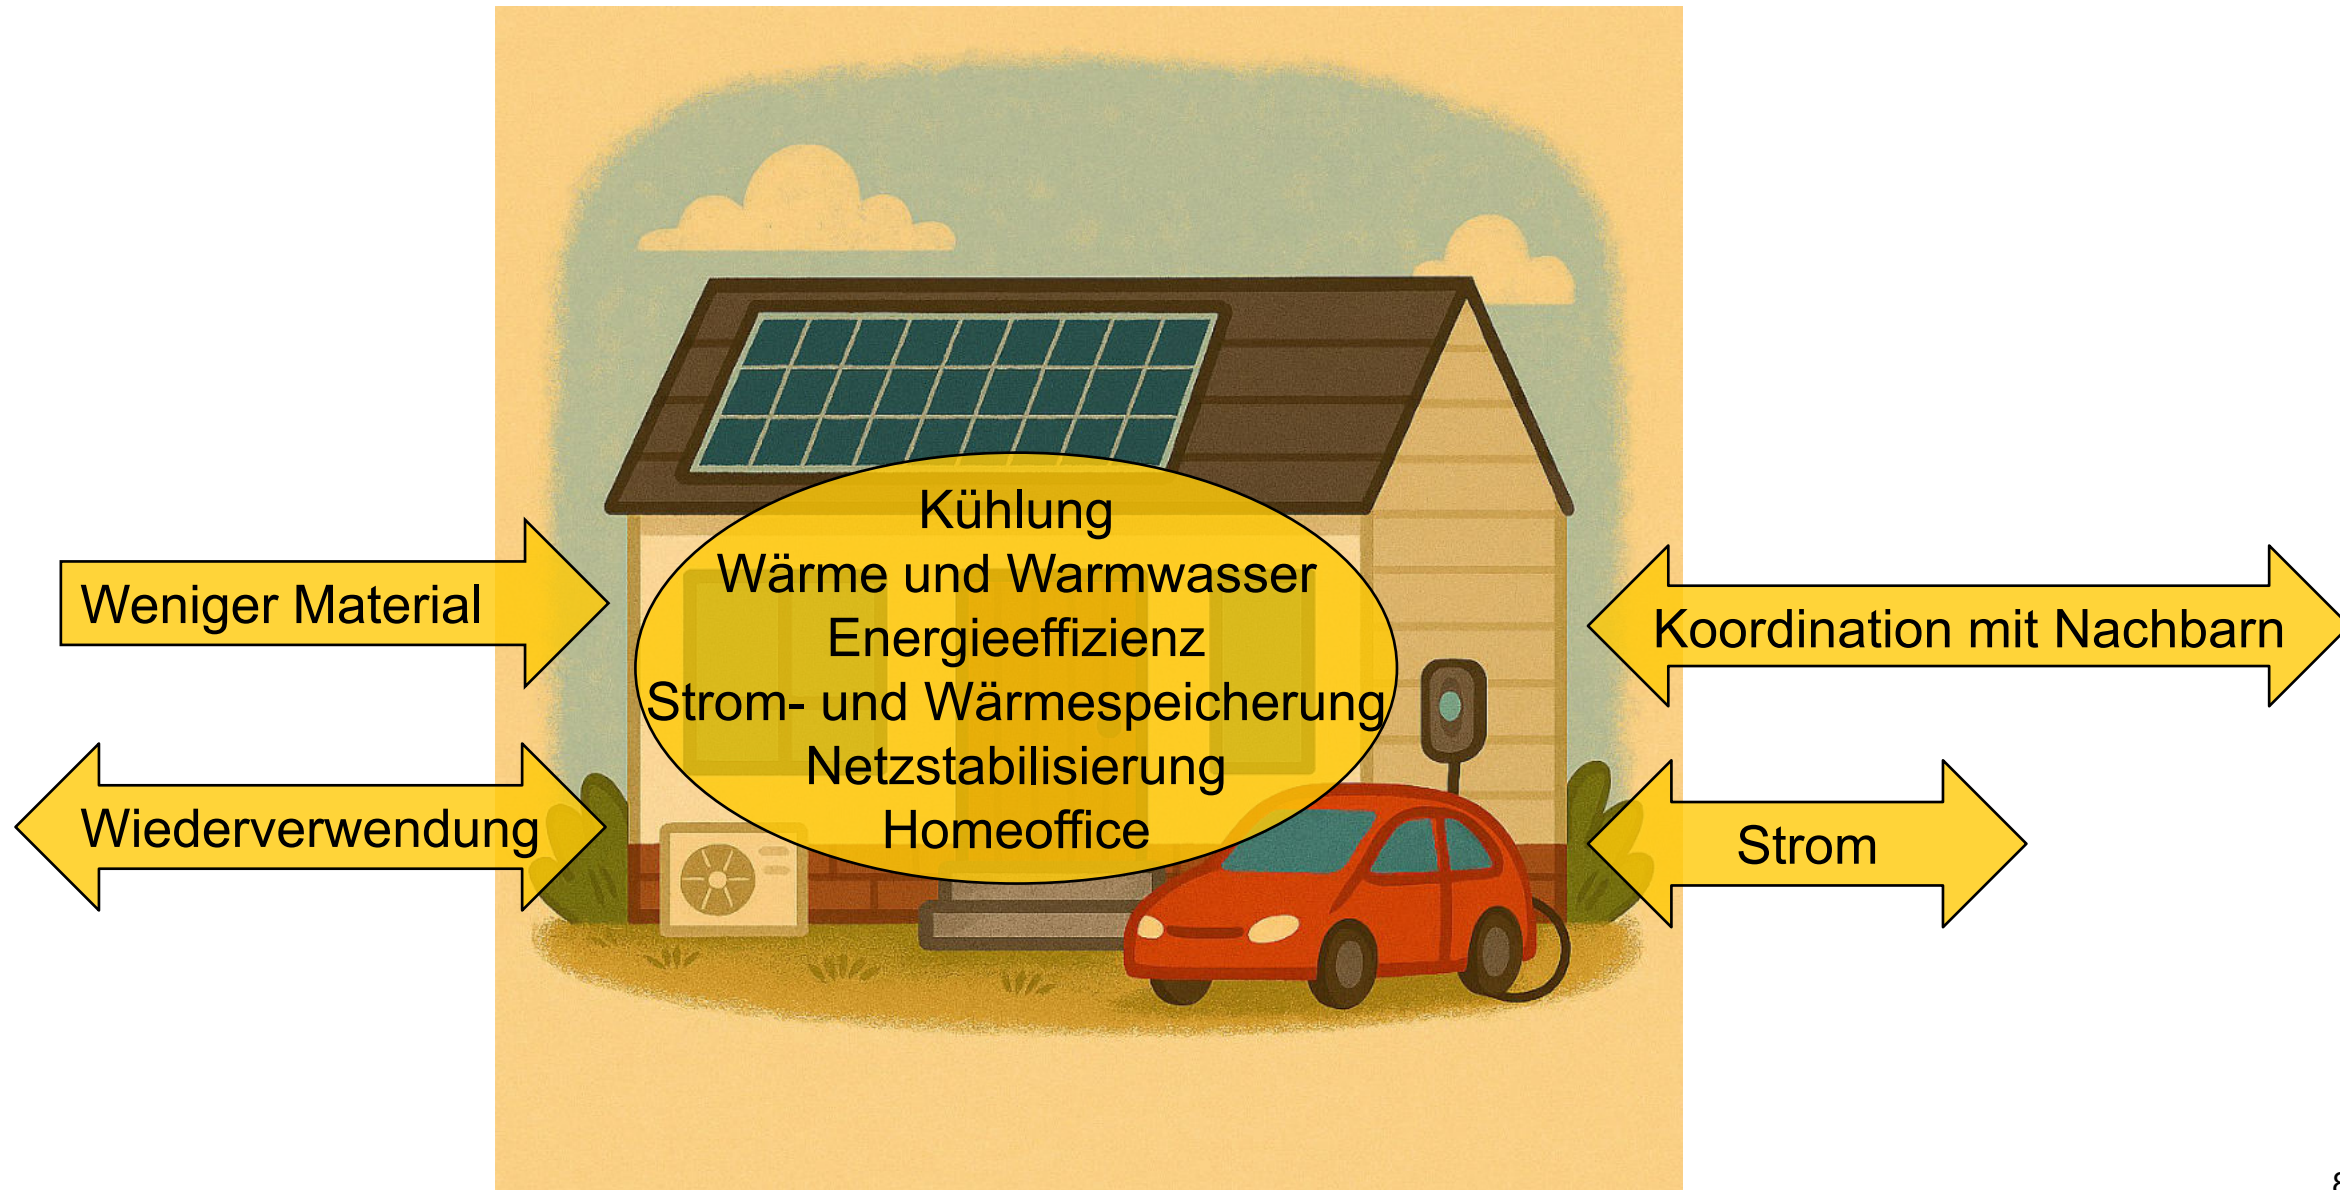 Kühlung
Wärme und Warmwasser
Energieeffizienz
Strom- und Wärmespeicherung
Netzstabilisierung
Homeoffice
Weniger Material
Wiederverwendung
Koordination mit Nachbarn
Strom